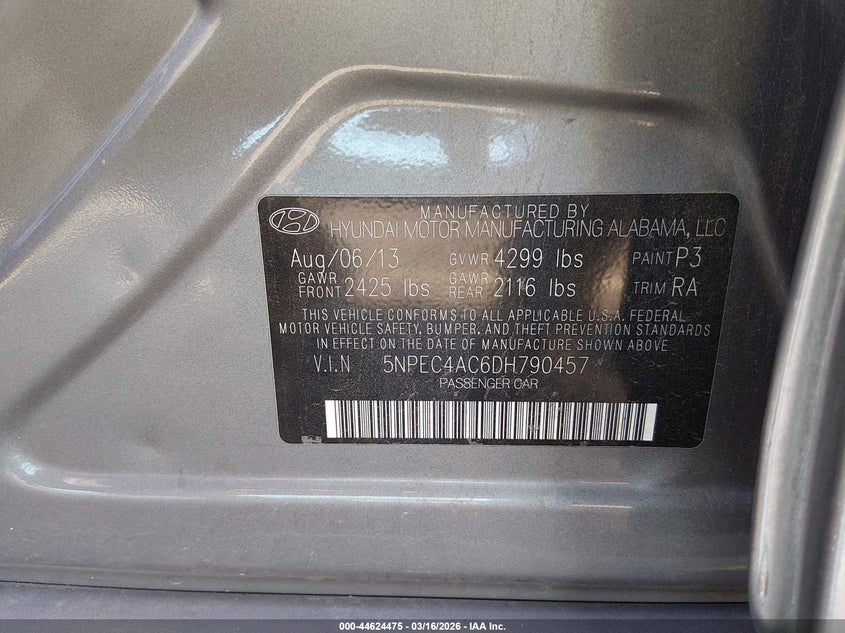 MANUFACTURED BY
HYUNDAI MOTOR MANUFACTURING ALABAMA, LLC
Aug/06/13 GVWR 4299 lbs PAINT P3
GAWR FRONT 2425 lbs GAWR REAR 2116 lbs TRIM RA
THIS VEHICLE CONFORMS TO ALL APPLICABLE U.S.A. FEDERAL
MOTOR VEHICLE SAFETY, BUMPER, AND THEFT PREVENTION STANDARDS
IN EFFECT ON THE DATE OF MANUFACTURE SHOWN ABOVE
V.I.N 5NPEC4AC6DH790457
PASSENGER CAR
000-44624475 - 03/16/2026 - IAA Inc.